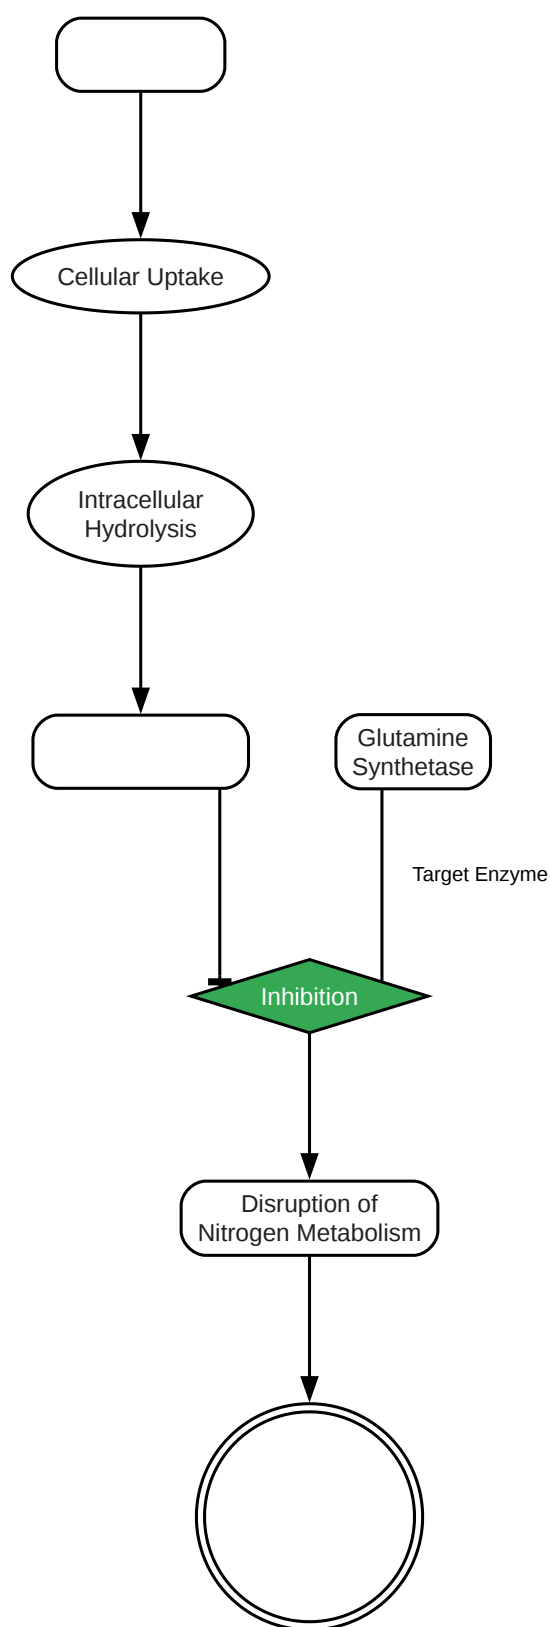 Cellular Uptake
Intracellular
Hydrolysis
Glutamine
Synthetase
Target Enzyme
Inhibition
Disruption of
Nitrogen Metabolism